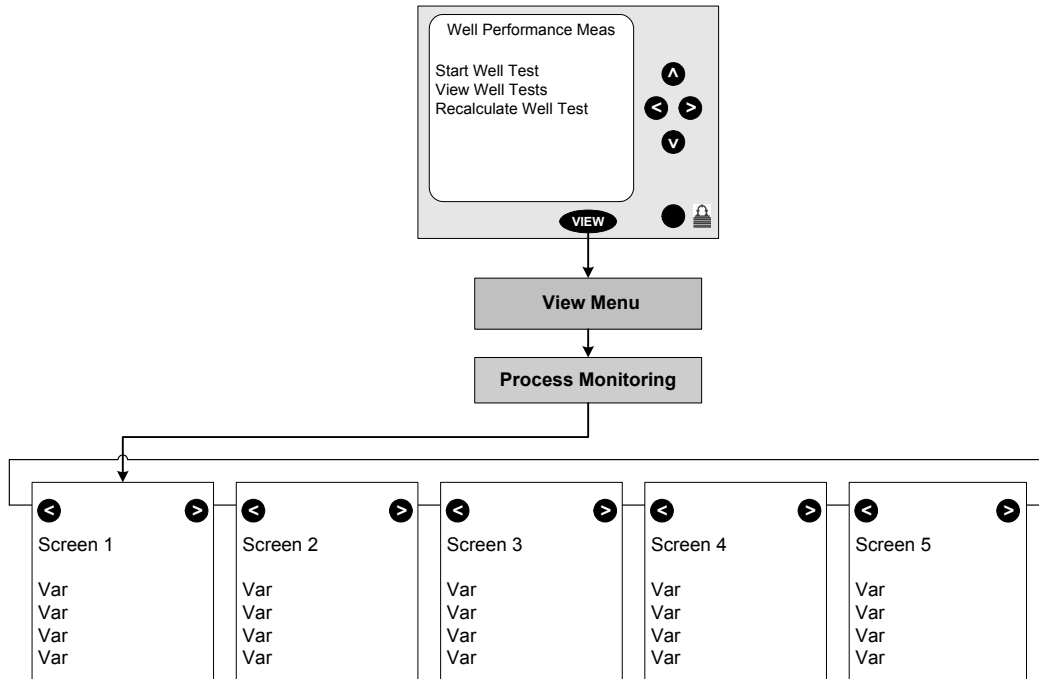 Well Performance Meas
Start Well Test
View Well Tests
Recalculate Well Test
^
< >
v
VIEW
View Menu
Process Monitoring
< > < > < > < > < >
Screen 1 Screen 2 Screen 3 Screen 4 Screen 5
Var Var Var Var Var
Var Var Var Var Var
Var Var Var Var Var
Var Var Var Var Var